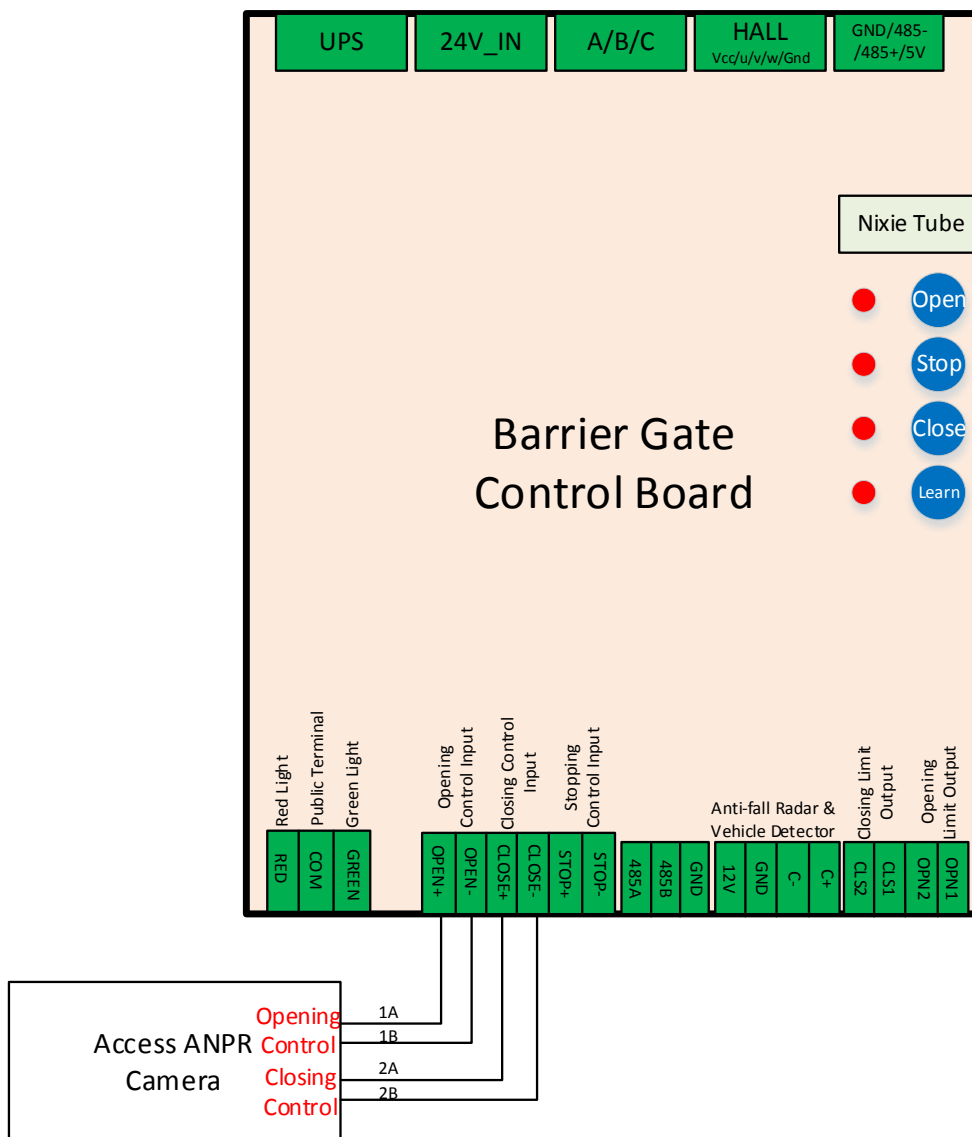 UPS
24V_IN
A/B/C
HALL
Vcc/u/v/w/Gnd
GND/485-
/485+/5V
Nixie Tube
Open
Stop
Close
Learn
Barrier Gate
Control Board
Red Light
Public Terminal
Green Light
Opening
Control Input
Closing Control
Input
Stopping
Control Input
Anti-fall Radar &
Vehicle Detector
Closing Limit
Output
Opening
Limit Output
RED
COM
GREEN
OPEN+
OPEN-
CLOSE+
CLOSE-
STOP+
STOP-
485A
485B
GND
12V
GND
C-
C+
CLS2
CLS1
OPN2
OPN1
Access ANPR
Camera
Opening
Control
Closing
Control
1A
1B
2A
2B